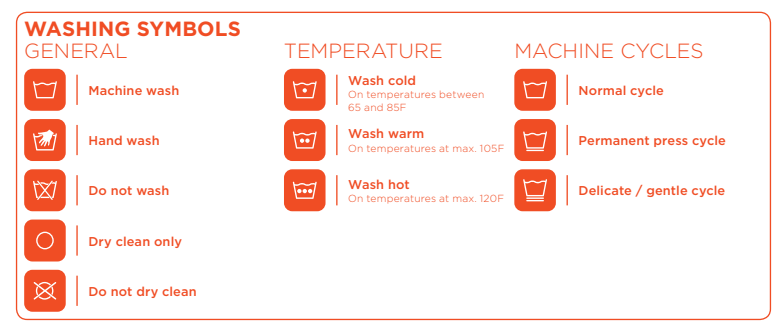 WASHING SYMBOLS
GENERAL
Machine wash
Hand wash
Do not wash
Dry clean only
Do not dry clean
TEMPERATURE
Wash cold
On temperatures between
65 and 85F
Wash warm
On temperatures at max. 105F
Wash hot
On temperatures at max. 120F
MACHINE CYCLES
Normal cycle
Permanent press cycle
Delicate / gentle cycle